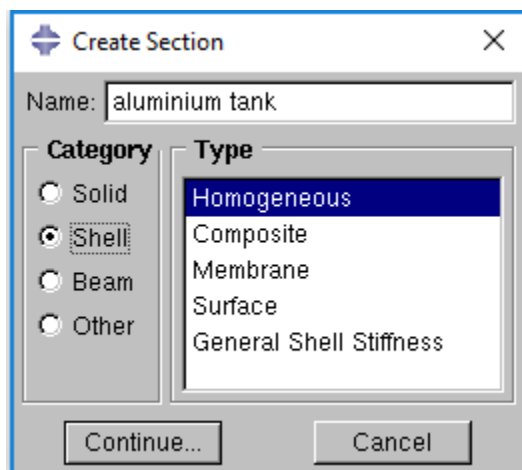 Create Section
Name: aluminium tank
Category
Solid
Shell
Beam
Other
Type
Homogeneous
Composite
Membrane
Surface
General Shell Stiffness
Continue...
Cancel